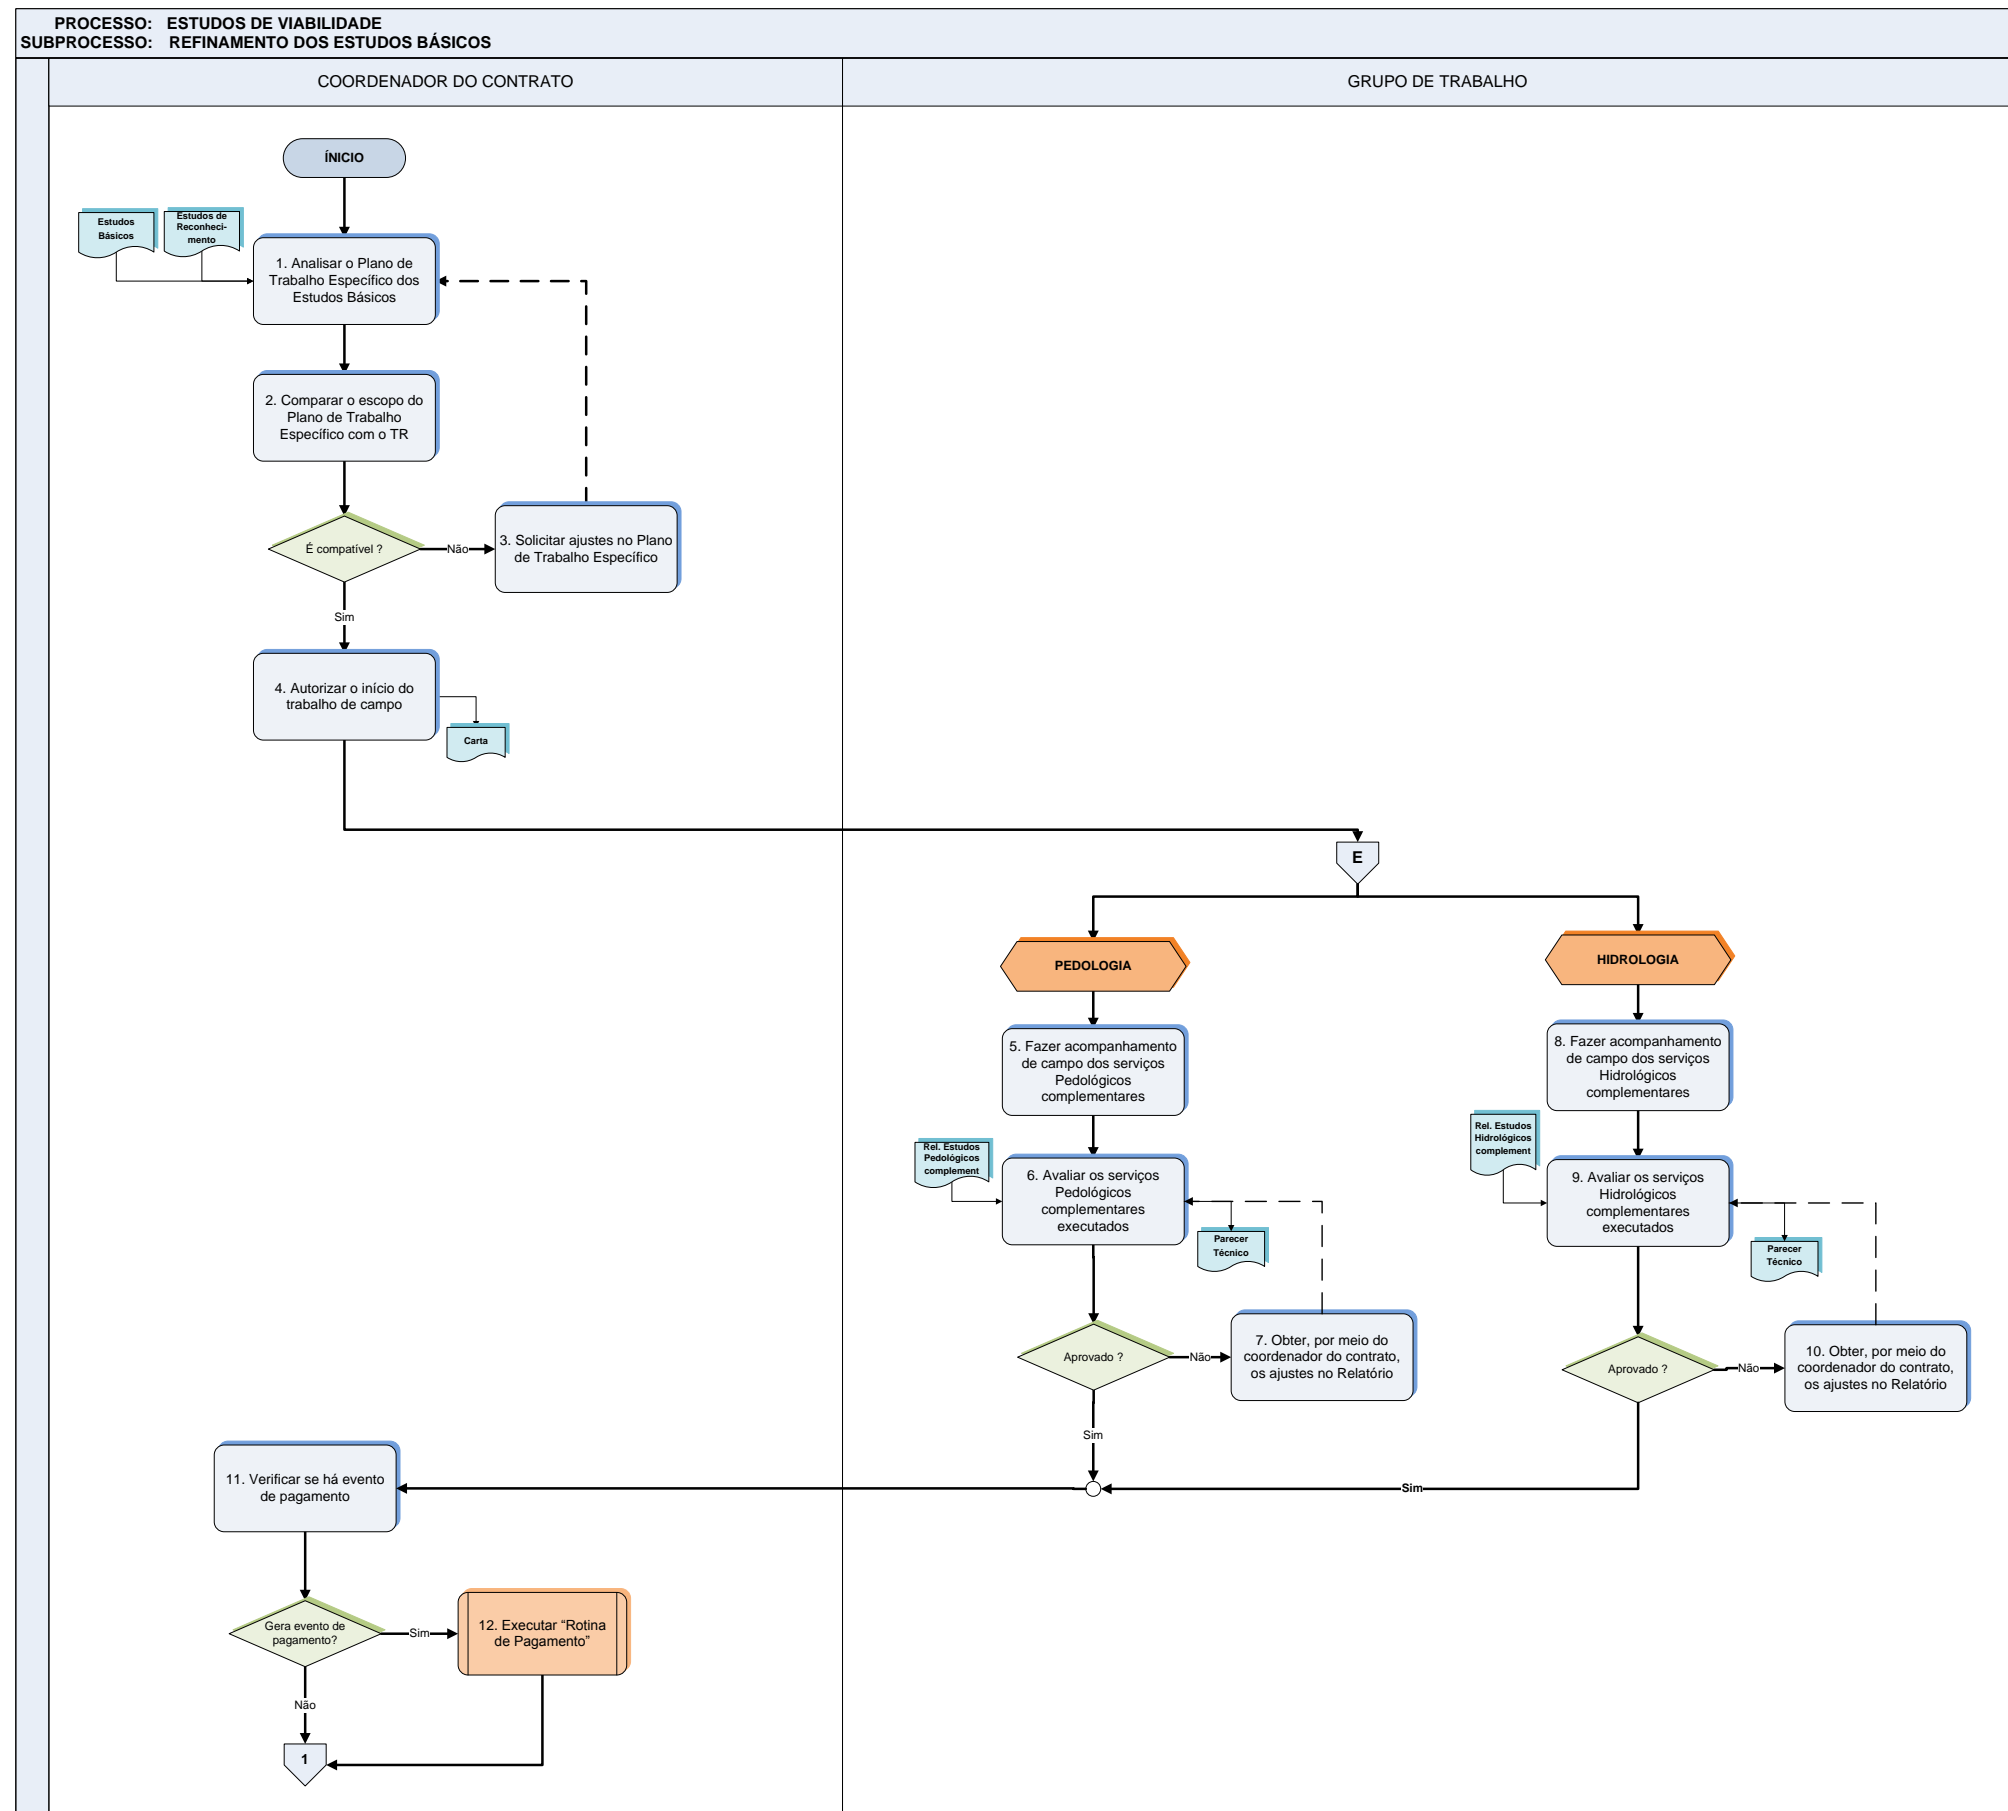 PROCESSO: ESTUDOS DE VIABILIDADE
SUBPROCESSO: REFINAMENTO DOS ESTUDOS BÁSICOS
COORDENADOR DO CONTRATO
GRUPO DE TRABALHO
ÍNICIO
Estudos
Básicos
Estudos de
Reconheci-
mento
1. Analisar o Plano de
Trabalho Específico dos
Estudos Básicos
2. Comparar o escopo do
Plano de Trabalho
Específico com o TR
É compatível ?
Não
3. Solicitar ajustes no Plano
de Trabalho Específico
Sim
4. Autorizar o início do
trabalho de campo
Carta
E
PEDOLOGIA
HIDROLOGIA
5. Fazer acompanhamento
de campo dos serviços
Pedológicos
complementares
8. Fazer acompanhamento
de campo dos serviços
Hidrológicos
complementares
Rel. Estudos
Pedológicos
complement
6. Avaliar os serviços
Pedológicos
complementares
executados
Parecer
Técnico
Rel. Estudos
Hidrológicos
complement
9. Avaliar os serviços
Hidrológicos
complementares
executados
Parecer
Técnico
Aprovado ?
Não
7. Obter, por meio do
coordenador do contrato,
os ajustes no Relatório
Aprovado ?
Não
10. Obter, por meio do
coordenador do contrato,
os ajustes no Relatório
Sim
Sim
11. Verificar se há evento
de pagamento
Gera evento de
pagamento?
Sim
12. Executar “Rotina
de Pagamento”
Não
1